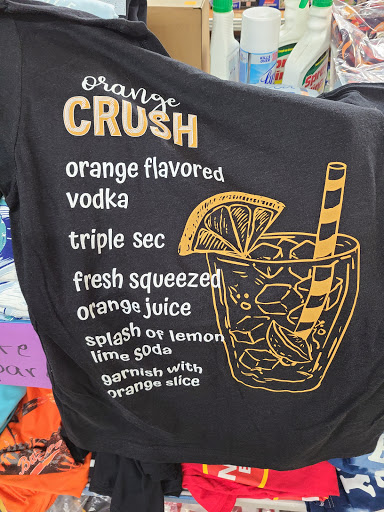 orange
CRUSH
orange flavored
vodka
triple sec
fresh squeezed
orange juice
splash of lemon
lime soda
garnish with
orange slice